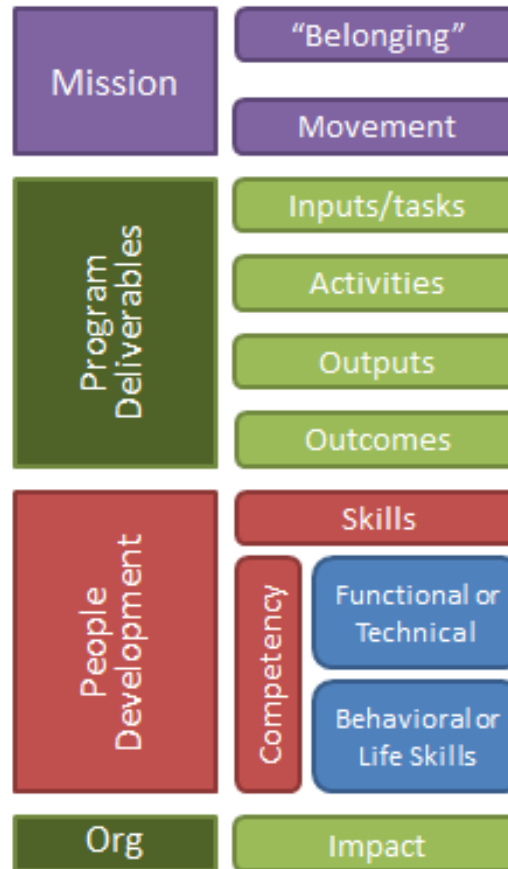 Mission
“Belonging”
Movement
Program
Deliverables
Inputs/tasks
Activities
Outputs
Outcomes
People
Development
Skills
Competency
Functional or
Technical
Behavioral or
Life Skills
Org
Impact